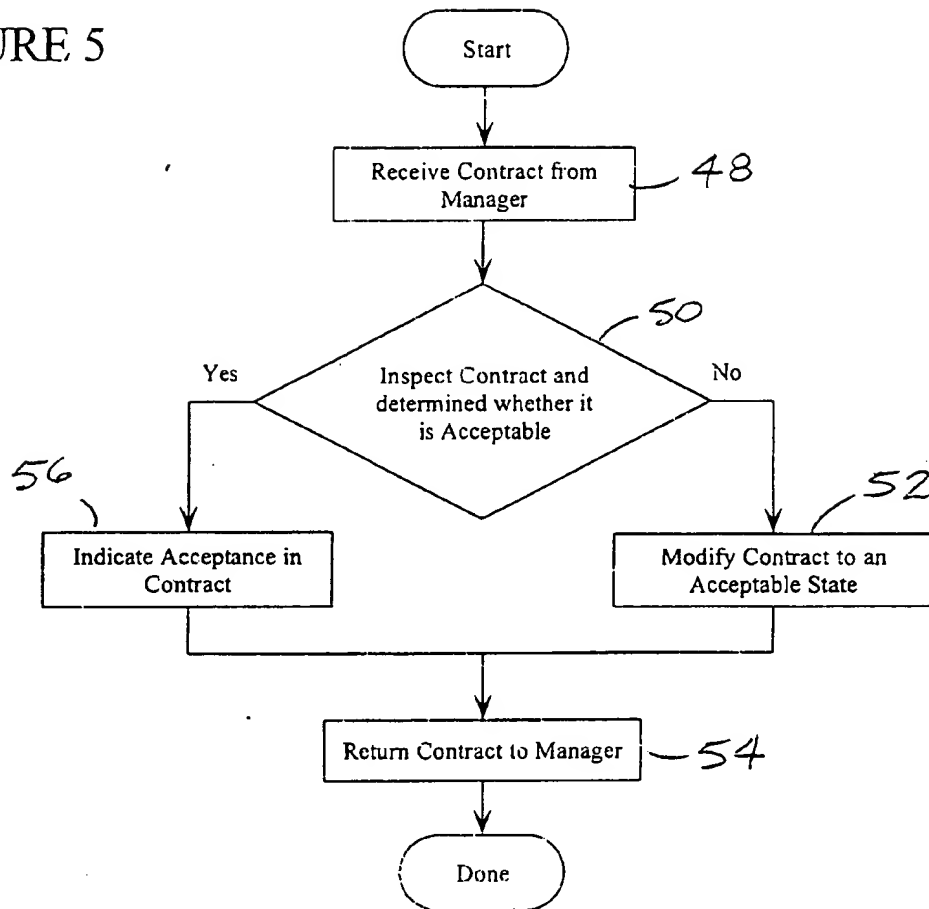 URE 5
Start
Receive Contract from
Manager
48
50
Inspect Contract and
determined whether it
is Acceptable
Yes
No
56
Indicate Acceptance in
Contract
52
Modify Contract to an
Acceptable State
Return Contract to Manager
54
Done